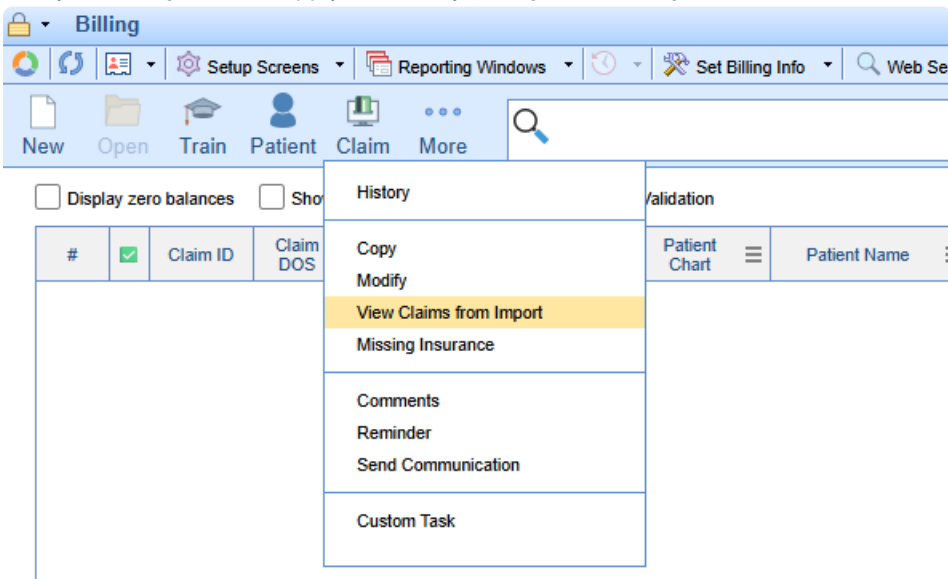 Billing
Setup Screens Reporting Windows Set Billing Info Web Se
New Open Train Patient Claim More
Display zero balances Sho Validation
# Claim ID Claim DOS Patient Chart Patient Name
History
Copy
Modify
View Claims from Import
Missing Insurance
Comments
Reminder
Send Communication
Custom Task